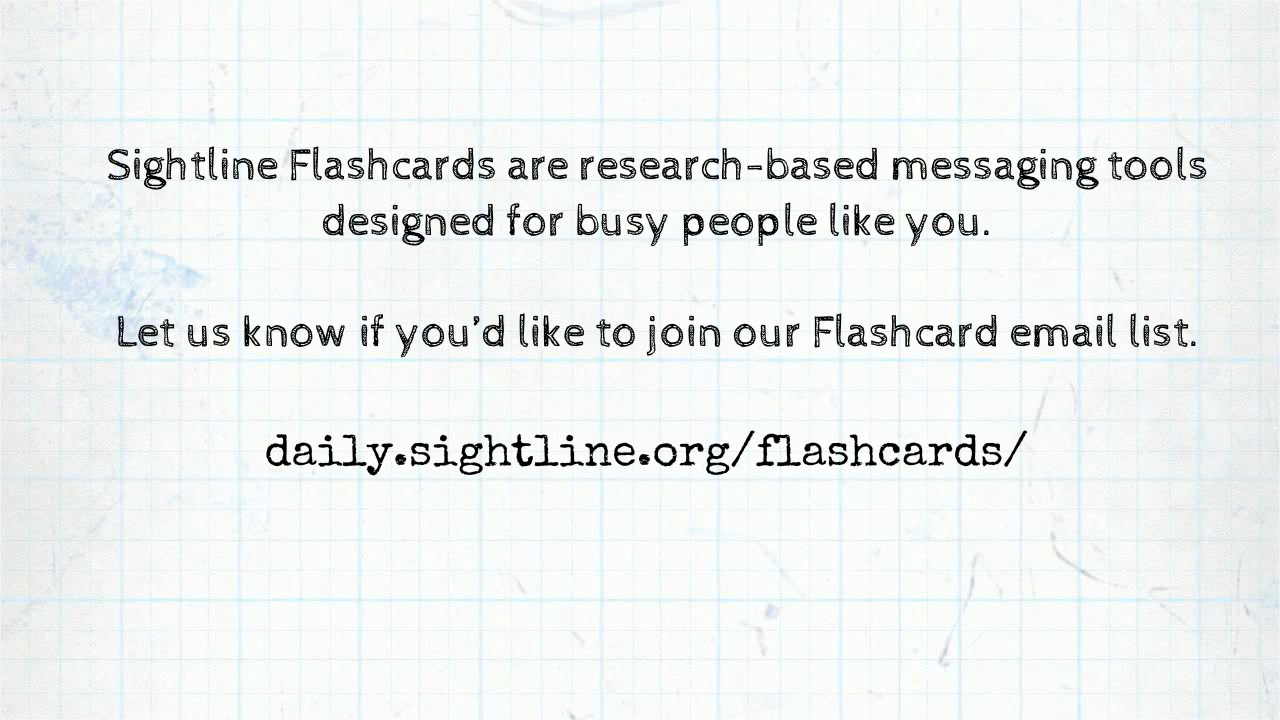 Sightline Flashcards are research-based messaging tools
designed for busy people like you.
Let us know if you’d like to join our Flashcard email list.
daily.sightline.org/flashcards/